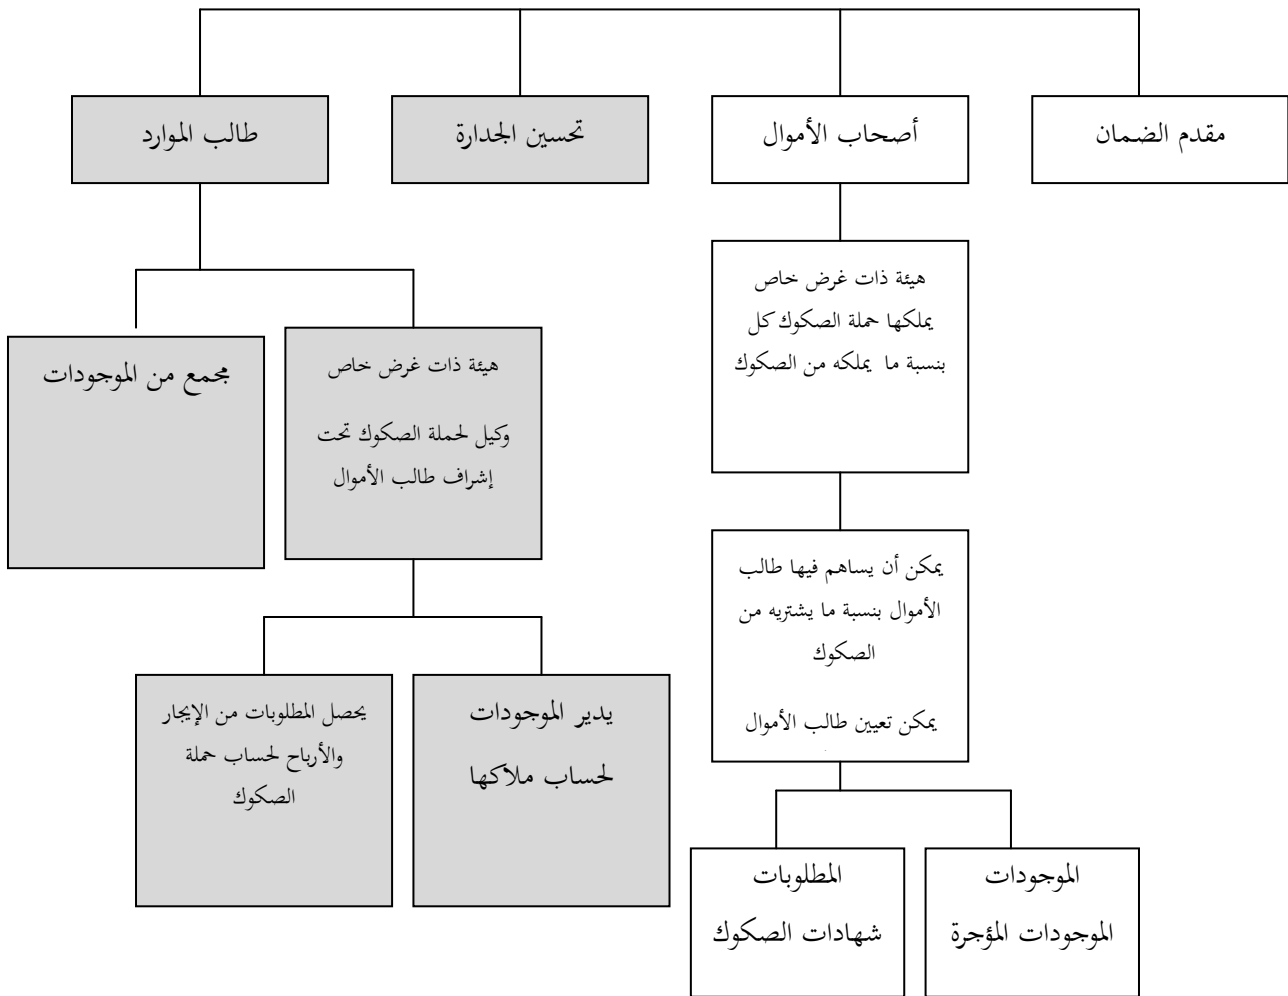 مقدم الضمان
أصحاب الأموال
تحسين الجدارة
طالب الموارد
هيئة ذات غرض خاص
يملكها حملة الصكوك كل
بنسبة ما يملكه من الصكوك
هيئة ذات غرض خاص
وكيل لحملة الصكوك تحت
إشراف طالب الأموال
مجمع من الموجودات
يمكن أن يساهم فيها طالب
الأموال بنسبة ما يشتريه من
الصكوك
يمكن تعيين طالب الأموال
يدير الموجودات
لحساب ملاكها
يحصل المطلوبات من الإيجار
والأرباح لحساب حملة
الصكوك
الموجودات
الموجودات المؤجرة
المطلوبات
شهادات الصكوك